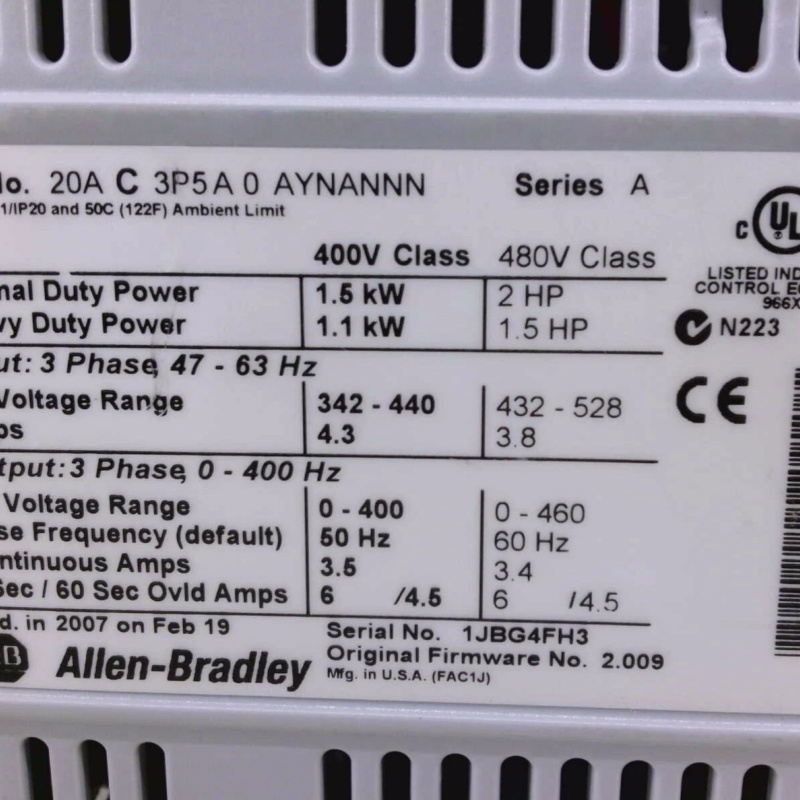 No. 20A C 3P5 A 0 AYNANNN Series A
1/IP20 and 50C (122F) Ambient Limit
400V Class 480V Class
mal Duty Power 1.5 kW 2 HP
vy Duty Power 1.1 kW 1.5 HP
ut: 3 Phase, 47 - 63 Hz
Voltage Range 342 - 440 432 - 528
ps 4.3 3.8
tput: 3 Phase, 0 - 400 Hz
Voltage Range 0 - 400 0 - 460
se Frequency (default) 50 Hz 60 Hz
ntinuous Amps 3.5 3.4
Sec / 60 Sec Ovld Amps 6 /4.5 6 /4.5
d. in 2007 on Feb 19
Serial No. 1JBG4FH3
Original Firmware No. 2.009
Mfg. in U.S.A. (FAC1J)
B Allen-Bradley
C UL
LISTED IND
CONTROL E
966X
N223
CE